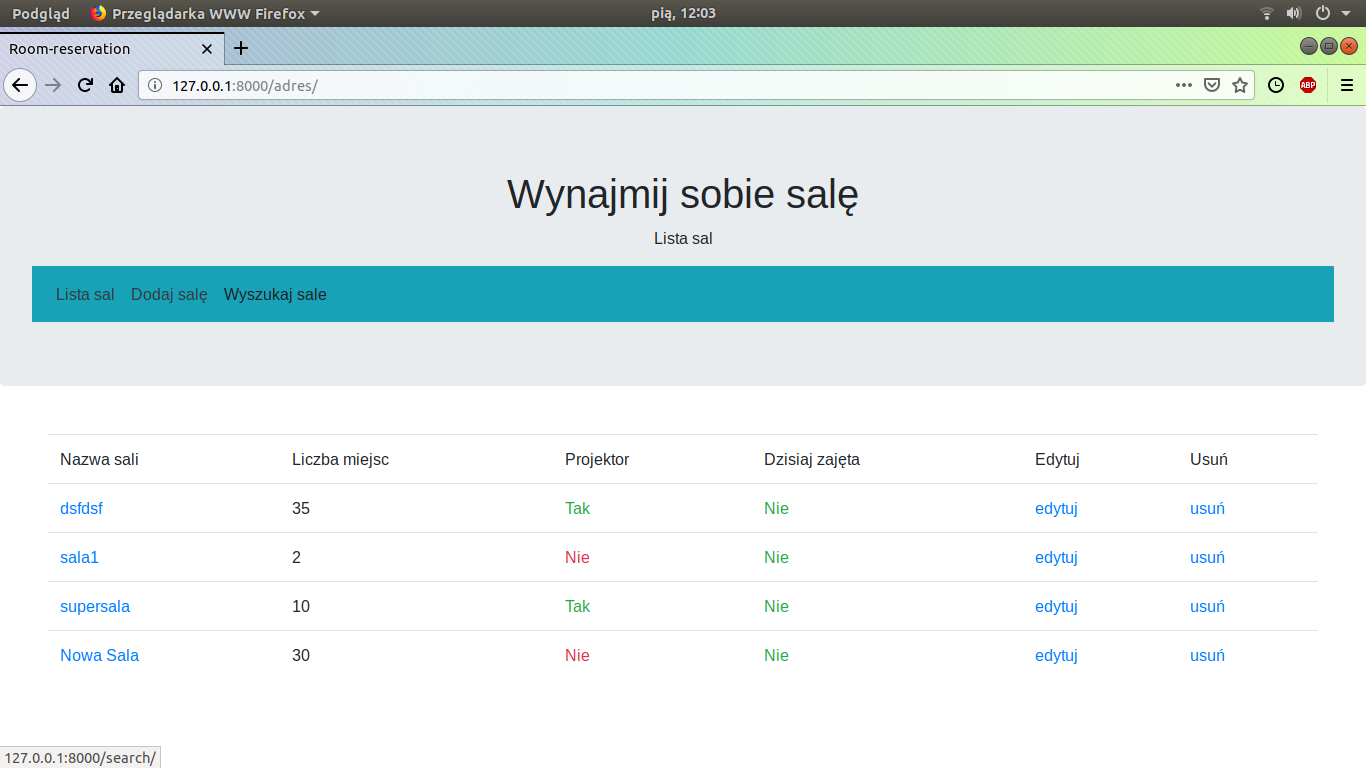 Podgląd Przeglądarka WWW Firefox pią, 12:03
Room-reservation
127.0.0.1:8000/adres/ ABP
Wynajmij sobie salę
Lista sal
Lista sal Dodaj salę Wyszukaj sale
Nazwa sali Liczba miejsc Projektor Dzisiaj zajęta Edytuj Usuń
dsfdsf 35 Tak Nie edytuj usuń
sala1 2 Nie Nie edytuj usuń
supersala 10 Tak Nie edytuj usuń
Nowa Sala 30 Nie Nie edytuj usuń
127.0.0.1:8000/search/